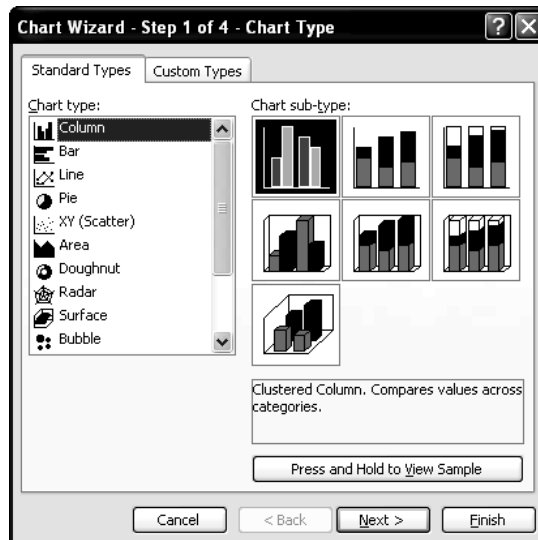 Chart Wizard - Step 1 of 4 - Chart Type
Standard Types
Custom Types
Chart type:
Column
Bar
Line
Pie
XY (Scatter)
Area
Doughnut
Radar
Surface
Bubble
Chart sub-type:
Clustered Column. Compares values across
categories.
Press and Hold to View Sample
Cancel
< Back
Next >
Finish